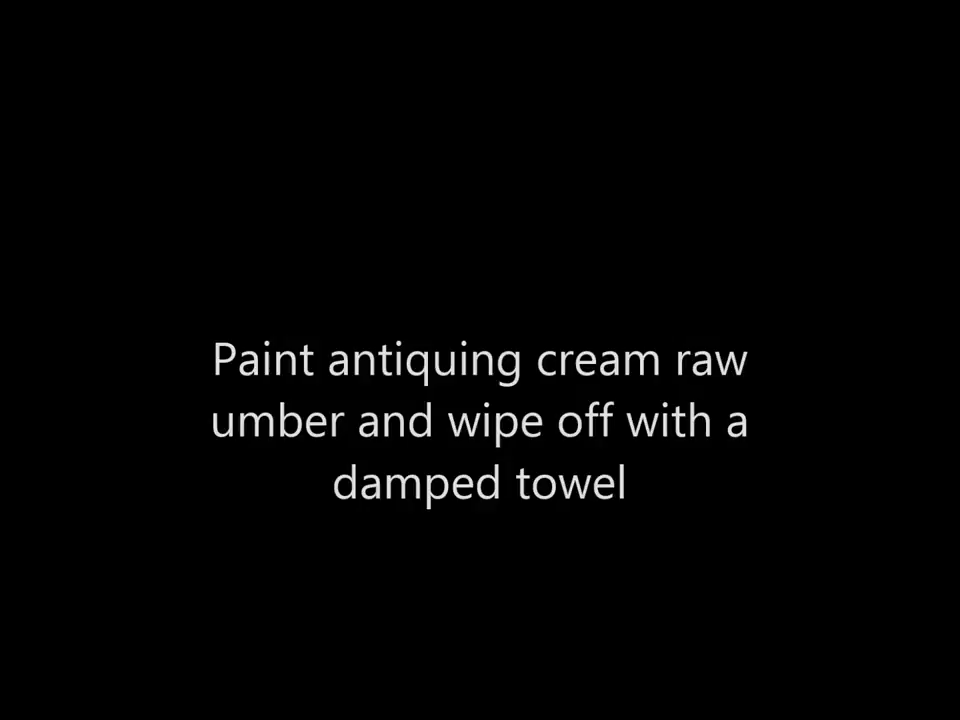 Paint antiquing cream raw
umber and wipe off with a
damped towel